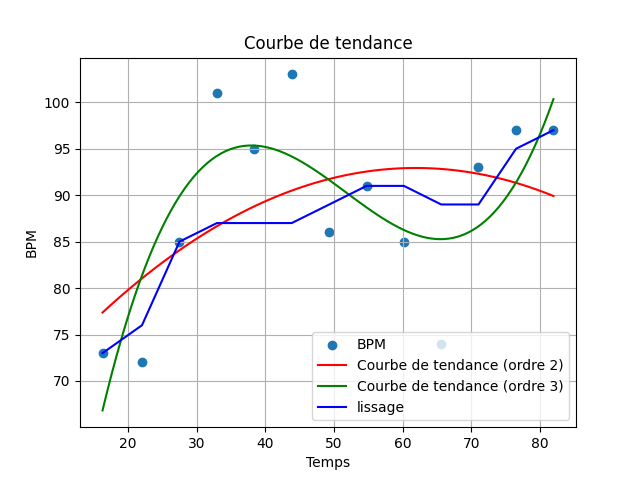 Courbe de tendance
100
95
90
85
80
75
70
BPM
BPM
Courbe de tendance (ordre 2)
Courbe de tendance (ordre 3)
lissage
20 30 40 50 60 70 80
Temps